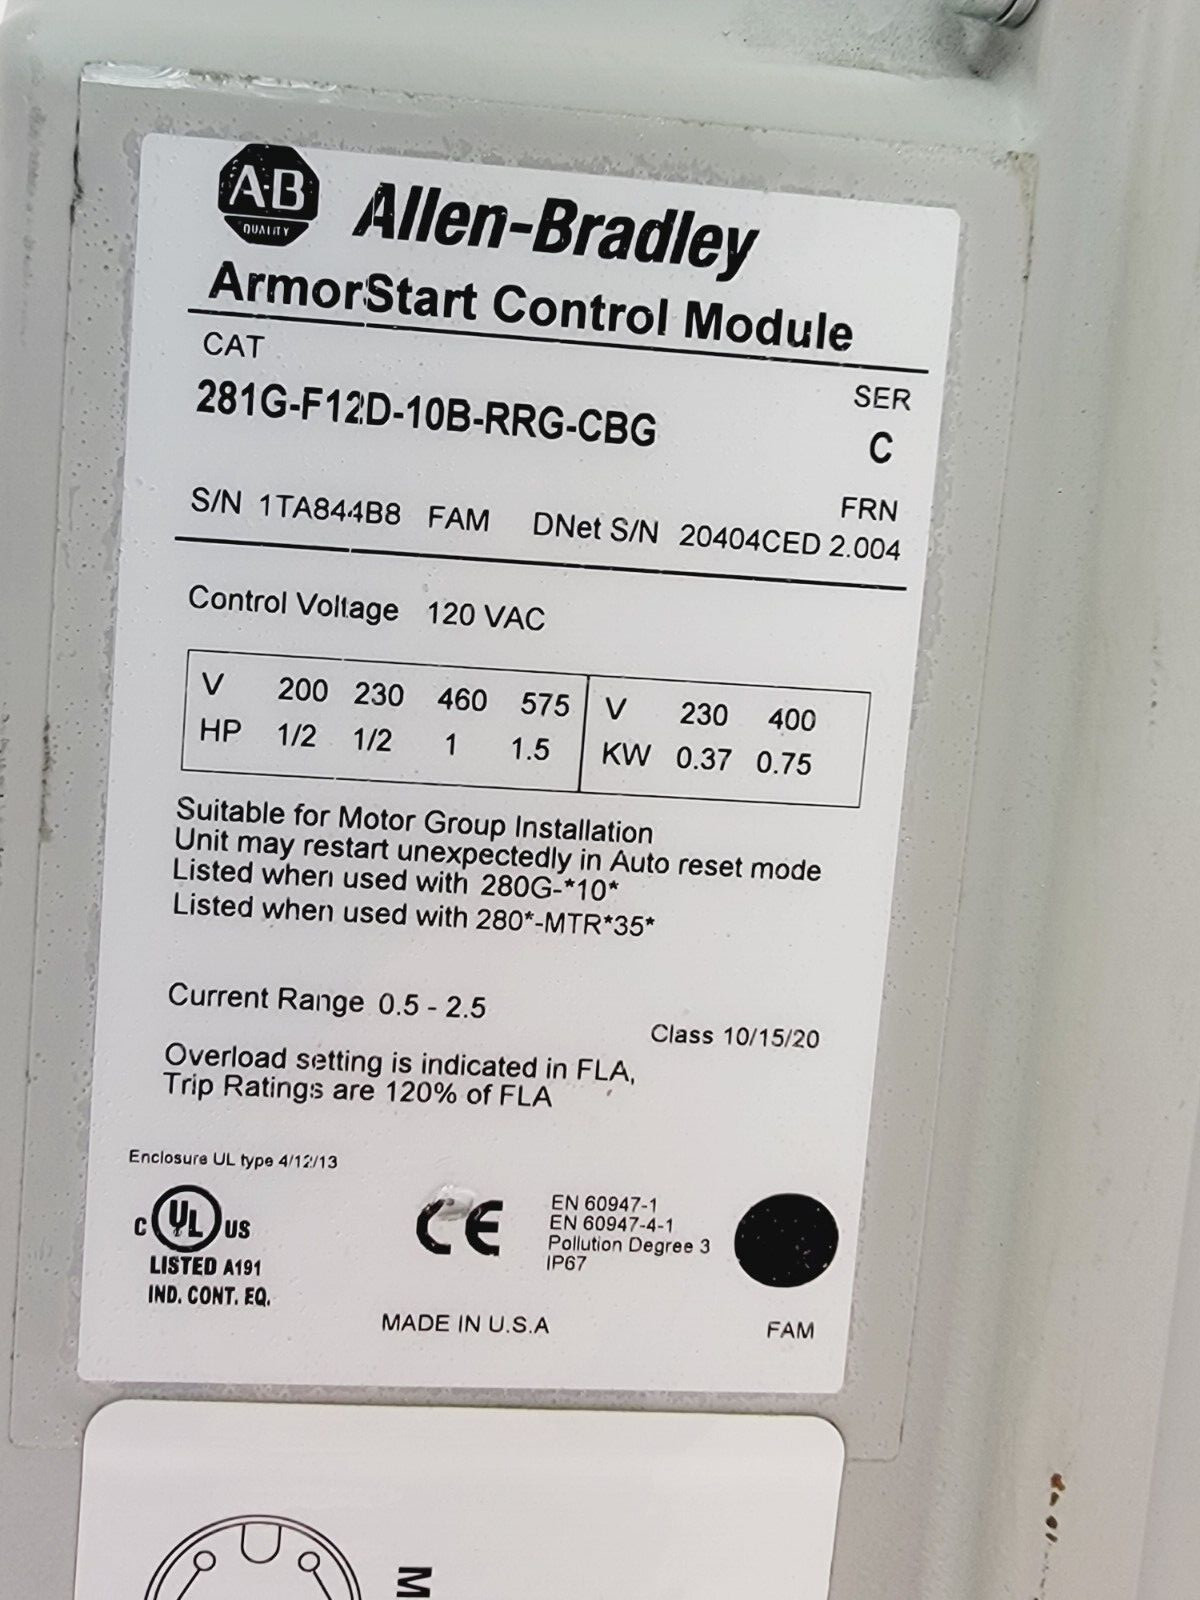 A·B
QUALITY
Allen-Bradley
ArmorStart Control Module
CAT
SER
281G-F12D-10B-RRG-CBG
C
FRN
S/N 1TA844B8 FAM DNet S/N 20404CED 2.004
Control Voltage 120 VAC
V 200 230 460 575 V 230 400
HP 1/2 1/2 1 1.5 KW 0.37 0.75
Suitable for Motor Group Installation
Unit may restart unexpectedly in Auto reset mode
Listed when used with 280G-*10*
Listed when used with 280*-MTR*35*
Current Range 0.5 - 2.5
Class 10/15/20
Overload setting is indicated in FLA,
Trip Ratings are 120% of FLA
Enclosure UL type 4/12/13
C UL US
LISTED A191
IND. CONT. EQ.
CE
EN 60947-1
EN 60947-4-1
Pollution Degree 3
IP67
MADE IN U.S.A
FAM
M